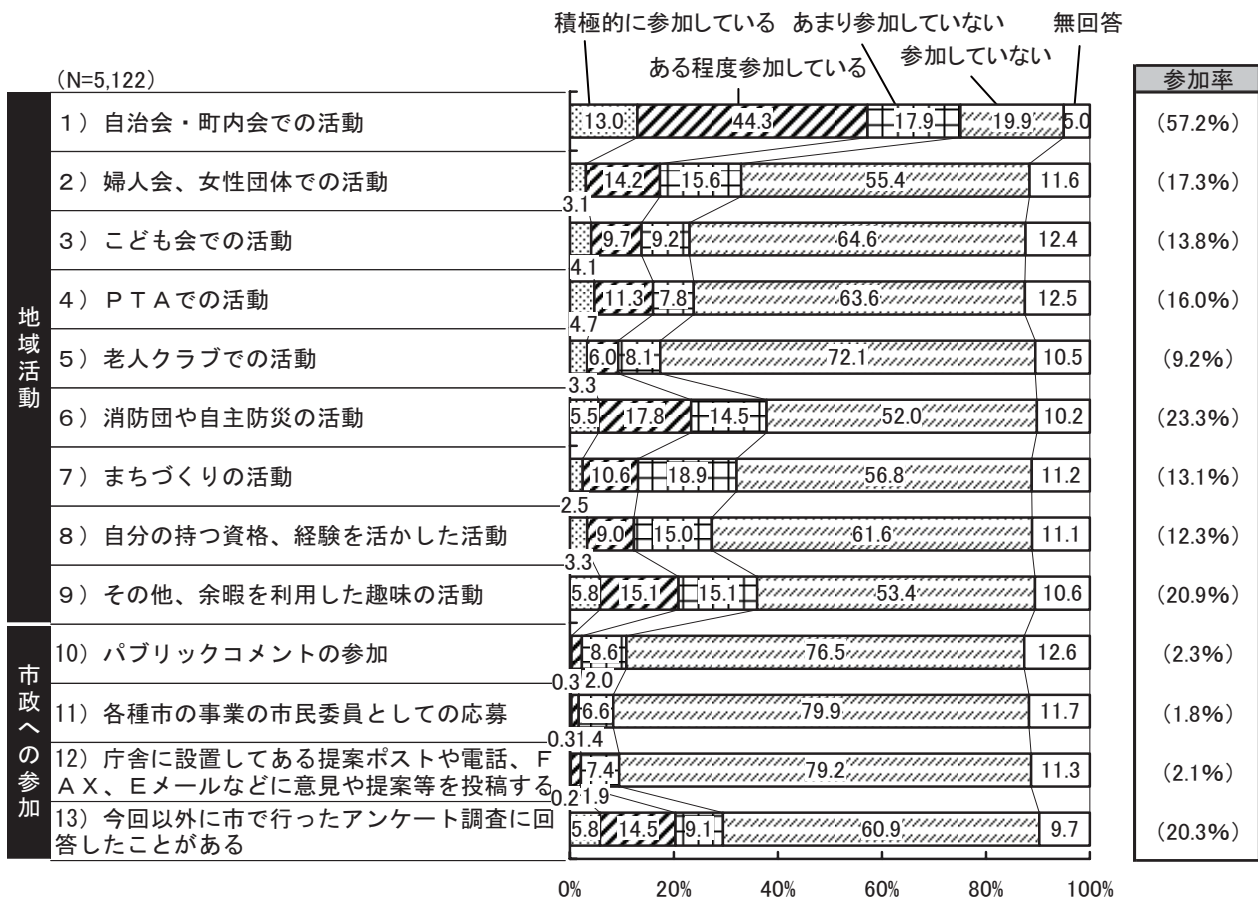 積極的に参加している あまり参加していない 無回答
ある程度参加している 参加していない
(N=5,122)
参加率
地域活動
1）自治会・町内会での活動 13.0 44.3 17.9 19.9 5.0 (57.2%)
2）婦人会、女性団体での活動 3.1 14.2 15.6 55.4 11.6 (17.3%)
3）こども会での活動 4.1 9.7 9.2 64.6 12.4 (13.8%)
4）ＰＴＡでの活動 4.7 11.3 7.8 63.6 12.5 (16.0%)
5）老人クラブでの活動 3.3 6.0 8.1 72.1 10.5 (9.2%)
6）消防団や自主防災の活動 5.5 17.8 14.5 52.0 10.2 (23.3%)
7）まちづくりの活動 2.5 10.6 18.9 56.8 11.2 (13.1%)
8）自分の持つ資格、経験を活かした活動 3.3 9.0 15.0 61.6 11.1 (12.3%)
9）その他、余暇を利用した趣味の活動 5.8 15.1 15.1 53.4 10.6 (20.9%)
市政への参加
10）パブリックコメントの参加 0.3 2.0 8.6 76.5 12.6 (2.3%)
11）各種市の事業の市民委員としての応募 0.3 1.4 6.6 79.9 11.7 (1.8%)
12）庁舎に設置してある提案ポストや電話、Ｆ
ＡＸ、Ｅメールなどに意見や提案等を投稿する 0.2 1.9 7.4 79.2 11.3 (2.1%)
13）今回以外に市で行ったアンケート調査に回
答したことがある 5.8 14.5 9.1 60.9 9.7 (20.3%)
0% 20% 40% 60% 80% 100%